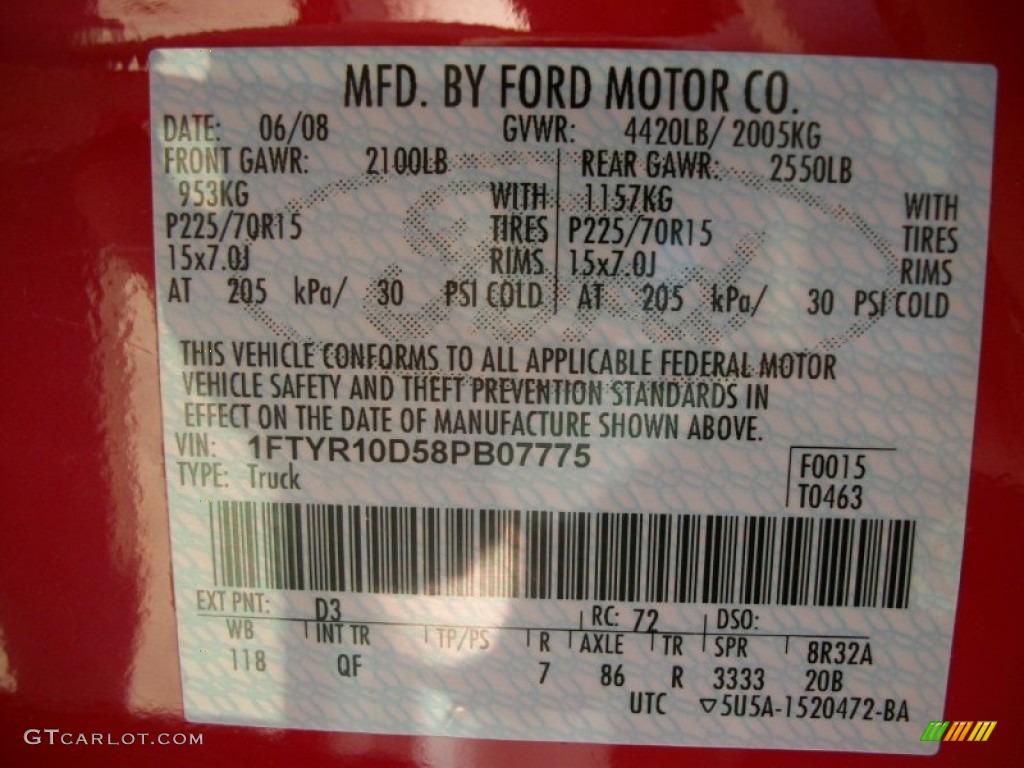 MFD. BY FORD MOTOR CO.
DATE: 06/08 GVWR: 4420LB/ 2005KG
FRONT GAWR: 2100LB REAR GAWR: 2550LB
953KG WITH 1157KG WITH
P225/70R15 TIRES P225/70R15 TIRES
15x7.0J RIMS 15x7.0J RIMS
AT 205 kPa/ 30 PSI COLD AT 205 kPa/ 30 PSI COLD
THIS VEHICLE CONFORMS TO ALL APPLICABLE FEDERAL MOTOR
VEHICLE SAFETY AND THEFT PREVENTION STANDARDS IN
EFFECT ON THE DATE OF MANUFACTURE SHOWN ABOVE.
VIN: 1FTYR10D58PB07775
TYPE: Truck
F0015
T0463
EXT PNT: D3 RC: 72 DSO:
WB INT TR TP/PS R AXLE TR SPR 8R32A
118 QF 7 86 R 3333 20B
UTC ▽5U5A-1520472-BA
GTCARLOT.COM